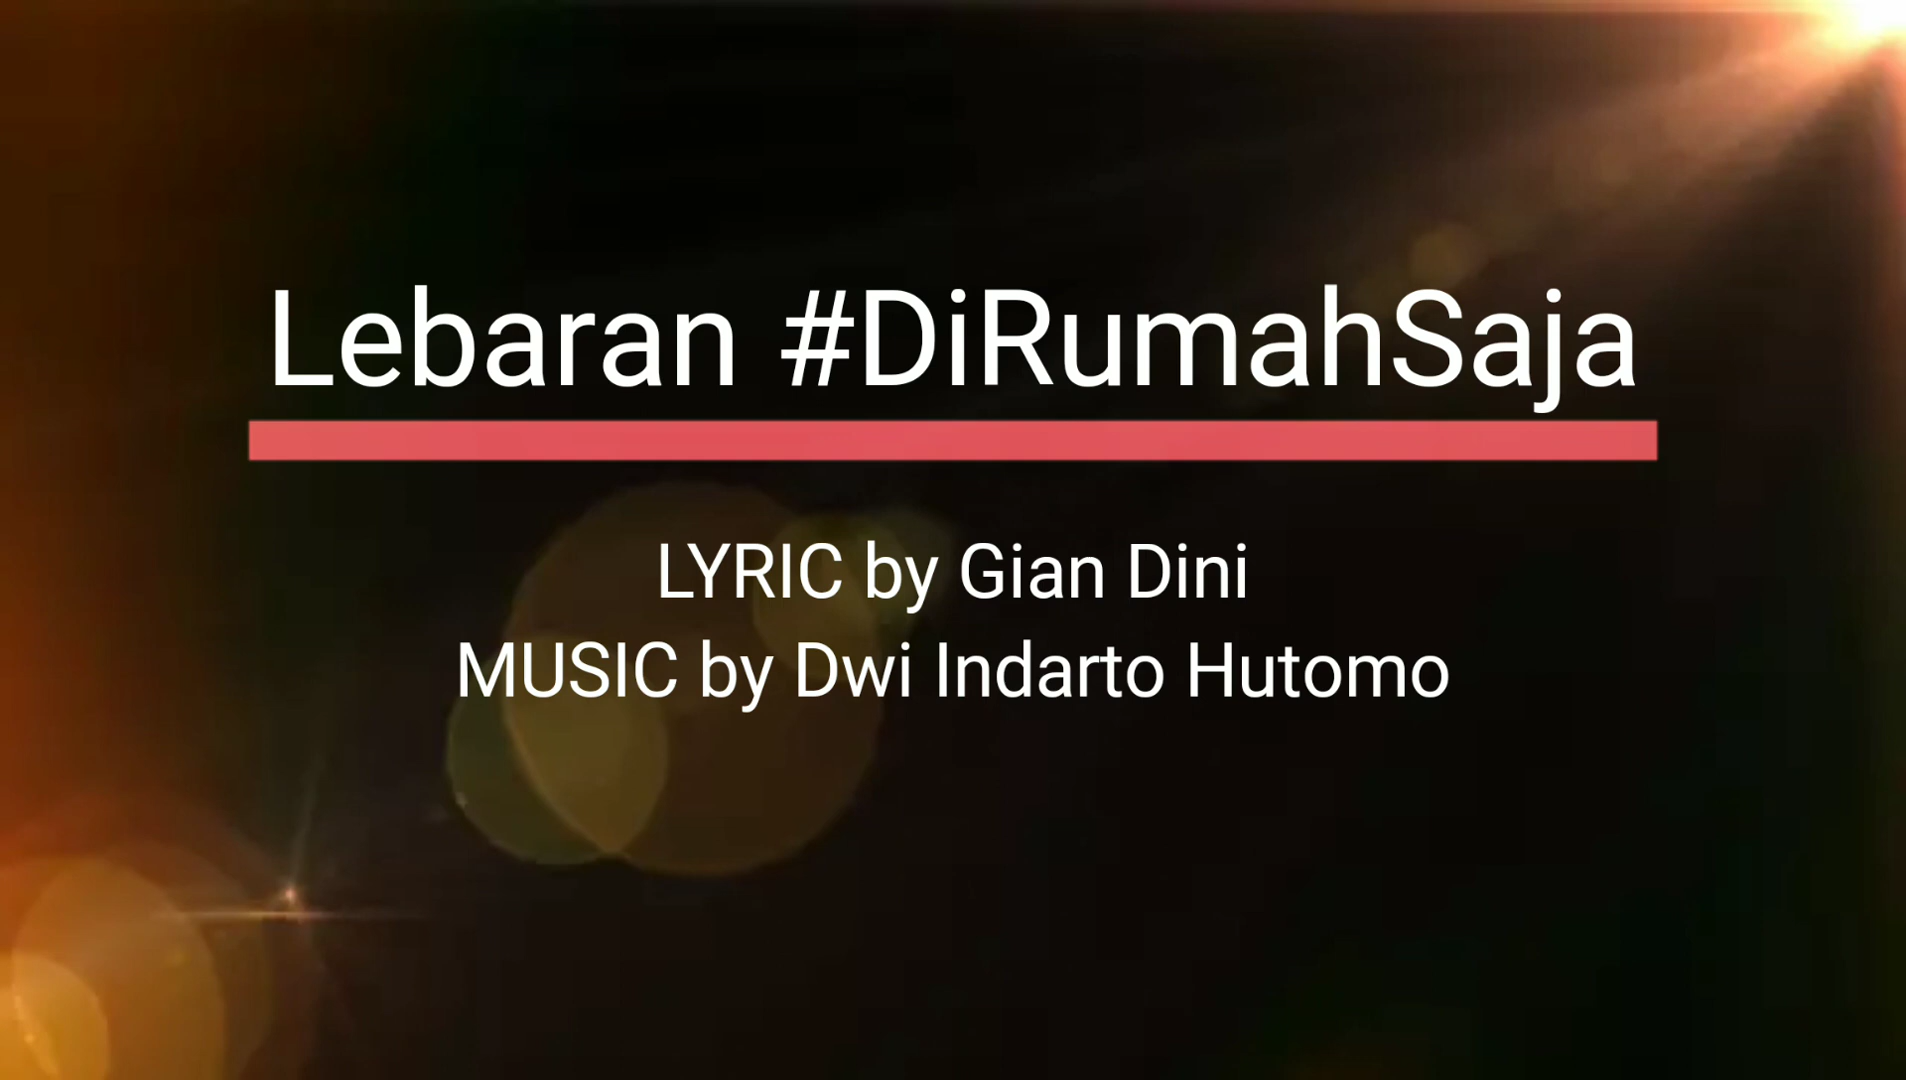 Lebaran #DiRumahSaja
LYRIC by Gian Dini
MUSIC by Dwi Indarto Hutomo